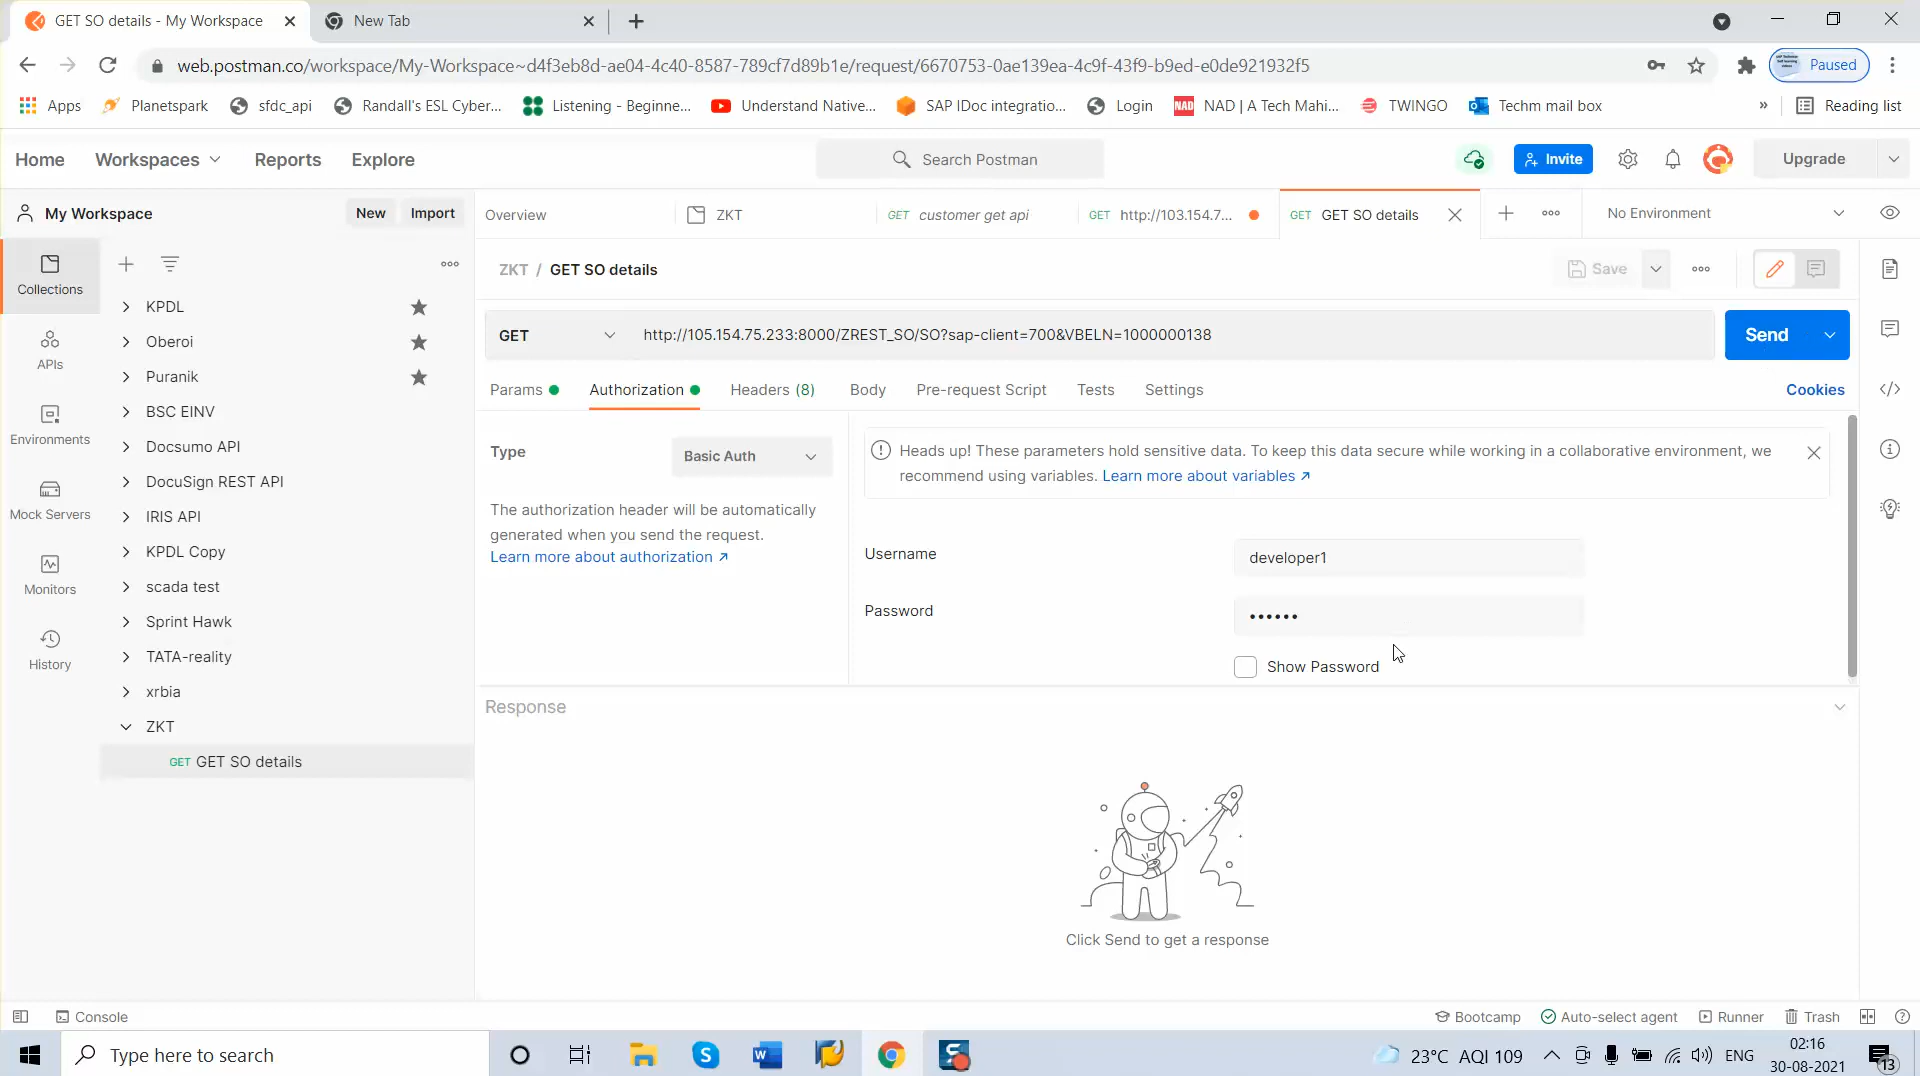 GET SO details - My Workspace
New Tab
web.postman.co/workspace/My-Workspace~d4f3eb8d-ae04-4c40-8587-789cf7d89b1e/request/6670753-0ae139ea-4c9f-43f9-b9ed-e0de921932f5
Paused
Apps
Planetspark
sfdc_api
Randall's ESL Cyber...
Listening - Beginne...
Understand Native...
SAP IDoc integratio...
Login
NAD | A Tech Mahi...
TWINGO
Techm mail box
»
Reading list
Home
Workspaces
Reports
Explore
Search Postman
Invite
Upgrade
My Workspace
New
Import
Overview
ZKT
GET customer get api
GET http://103.154.7...
GET GET SO details
No Environment
Collections
APIs
Environments
Mock Servers
Monitors
History
KPDL
Oberoi
Puranik
BSC EINV
Docsumo API
DocuSign REST API
IRIS API
KPDL Copy
scada test
Sprint Hawk
TATA-reality
xrbia
ZKT
GET GET SO details
ZKT / GET SO details
Save
GET
http://105.154.75.233:8000/ZREST_SO/SO?sap-client=700&VBELN=1000000138
Send
Params
Authorization
Headers (8)
Body
Pre-request Script
Tests
Settings
Cookies
Type
Basic Auth
The authorization header will be automatically
generated when you send the request.
Learn more about authorization ↗
Heads up! These parameters hold sensitive data. To keep this data secure while working in a collaborative environment, we
recommend using variables. Learn more about variables ↗
Username
developer1
Password
••••••
Show Password
Response
Click Send to get a response
Console
Bootcamp
Auto-select agent
Runner
Trash
Type here to search
23°C AQI 109
ENG
02:16
30-08-2021
13